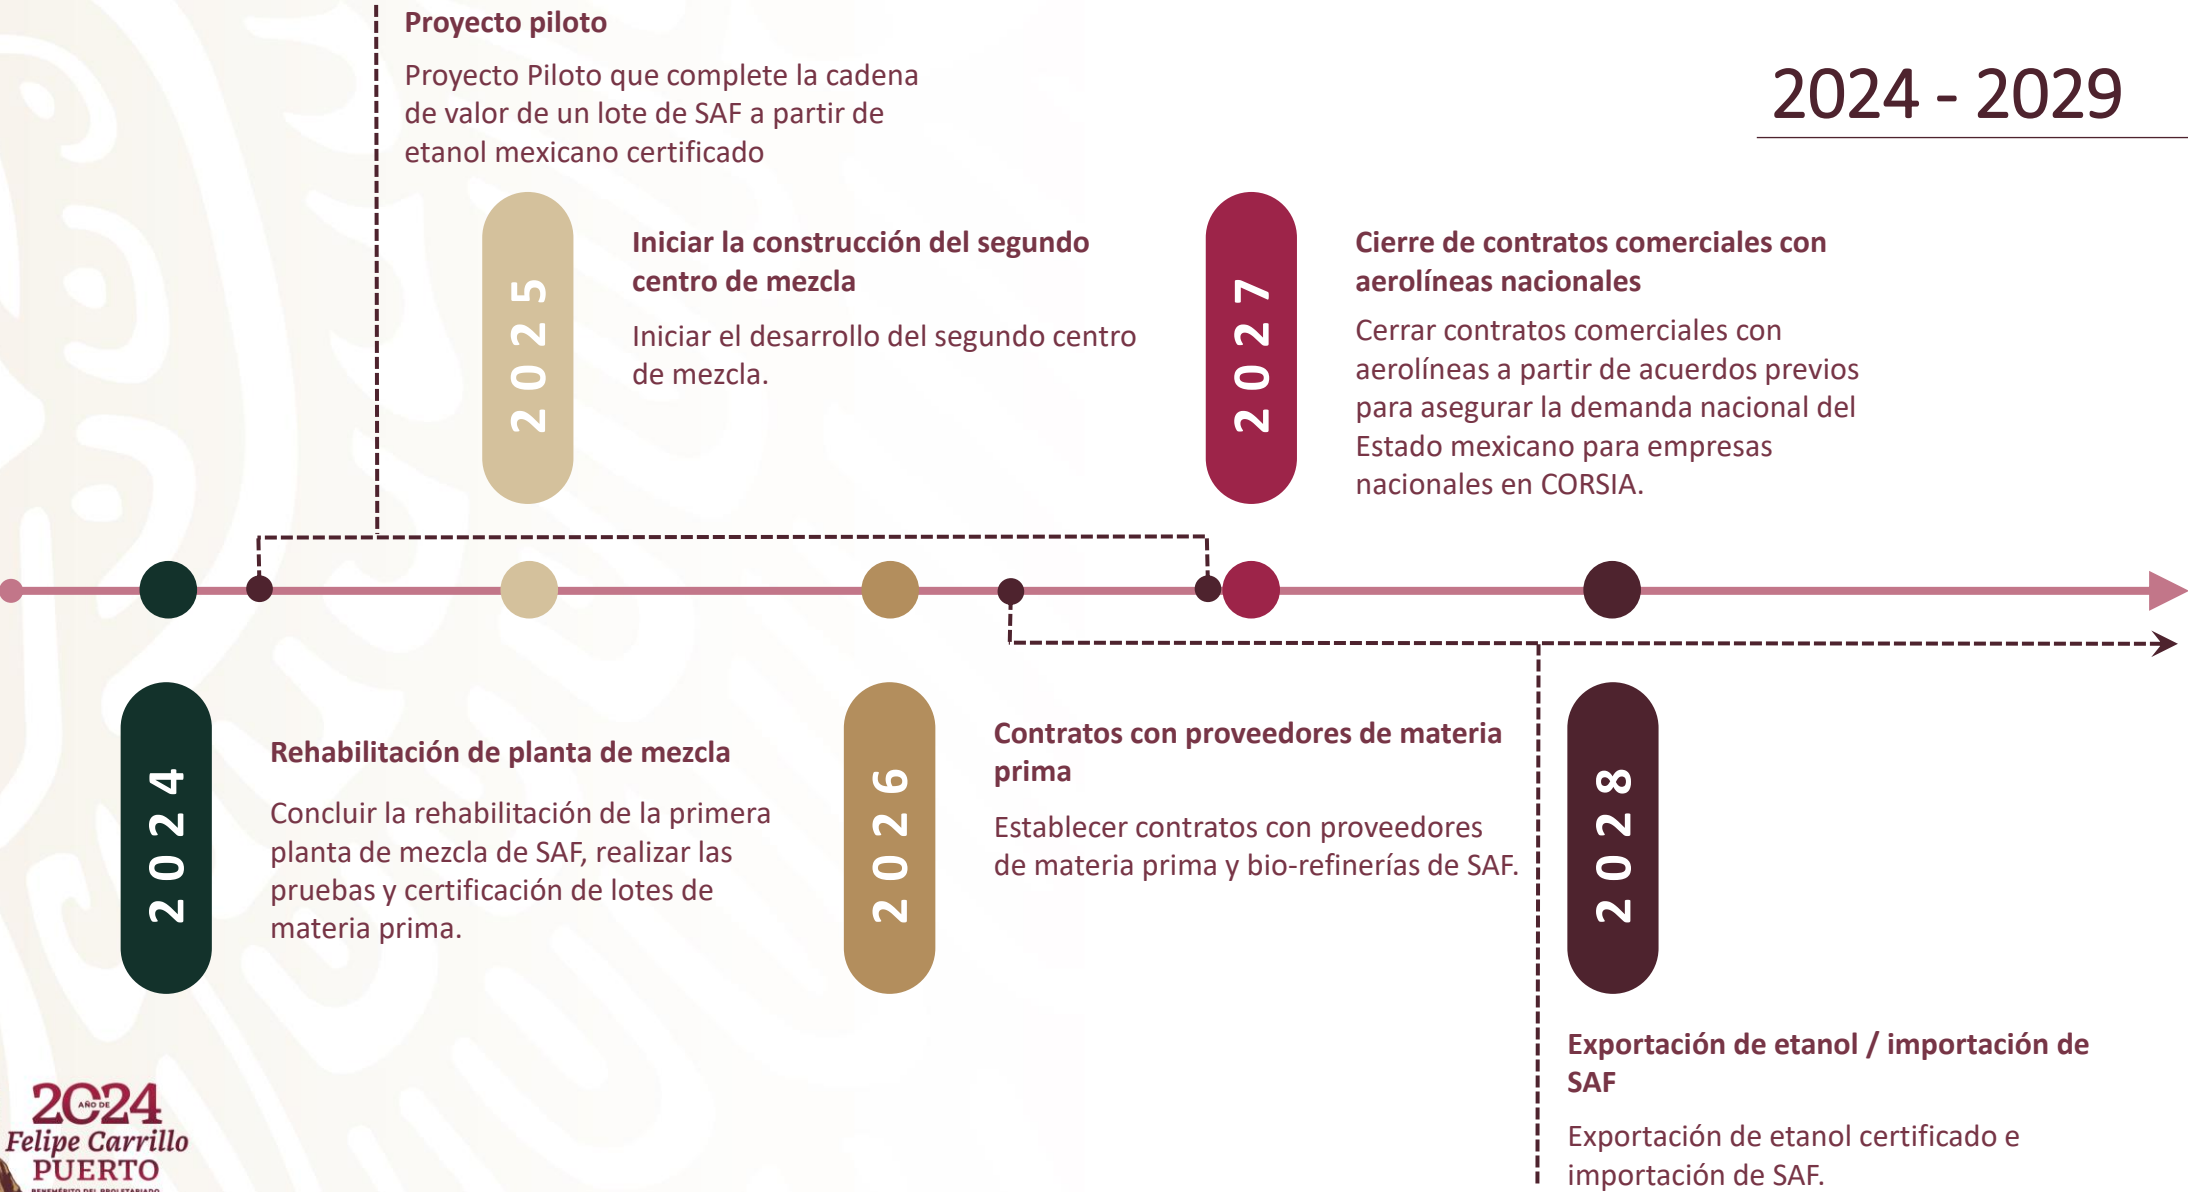 Proyecto piloto
Proyecto Piloto que complete la cadena
de valor de un lote de SAF a partir de
etanol mexicano certificado
2024 - 2029
2025
Iniciar la construcción del segundo
centro de mezcla
Iniciar el desarrollo del segundo centro
de mezcla.
2027
Cierre de contratos comerciales con
aerolíneas nacionales
Cerrar contratos comerciales con
aerolíneas a partir de acuerdos previos
para asegurar la demanda nacional del
Estado mexicano para empresas
nacionales en CORSIA.
2024
Rehabilitación de planta de mezcla
Concluir la rehabilitación de la primera
planta de mezcla de SAF, realizar las
pruebas y certificación de lotes de
materia prima.
2026
Contratos con proveedores de materia
prima
Establecer contratos con proveedores
de materia prima y bio-refinerías de SAF.
2028
Exportación de etanol / importación de
SAF
Exportación de etanol certificado e
importación de SAF.
2024
AÑO DE
Felipe Carrillo
PUERTO
BENEMÉRITO DEL PROLETARIADO